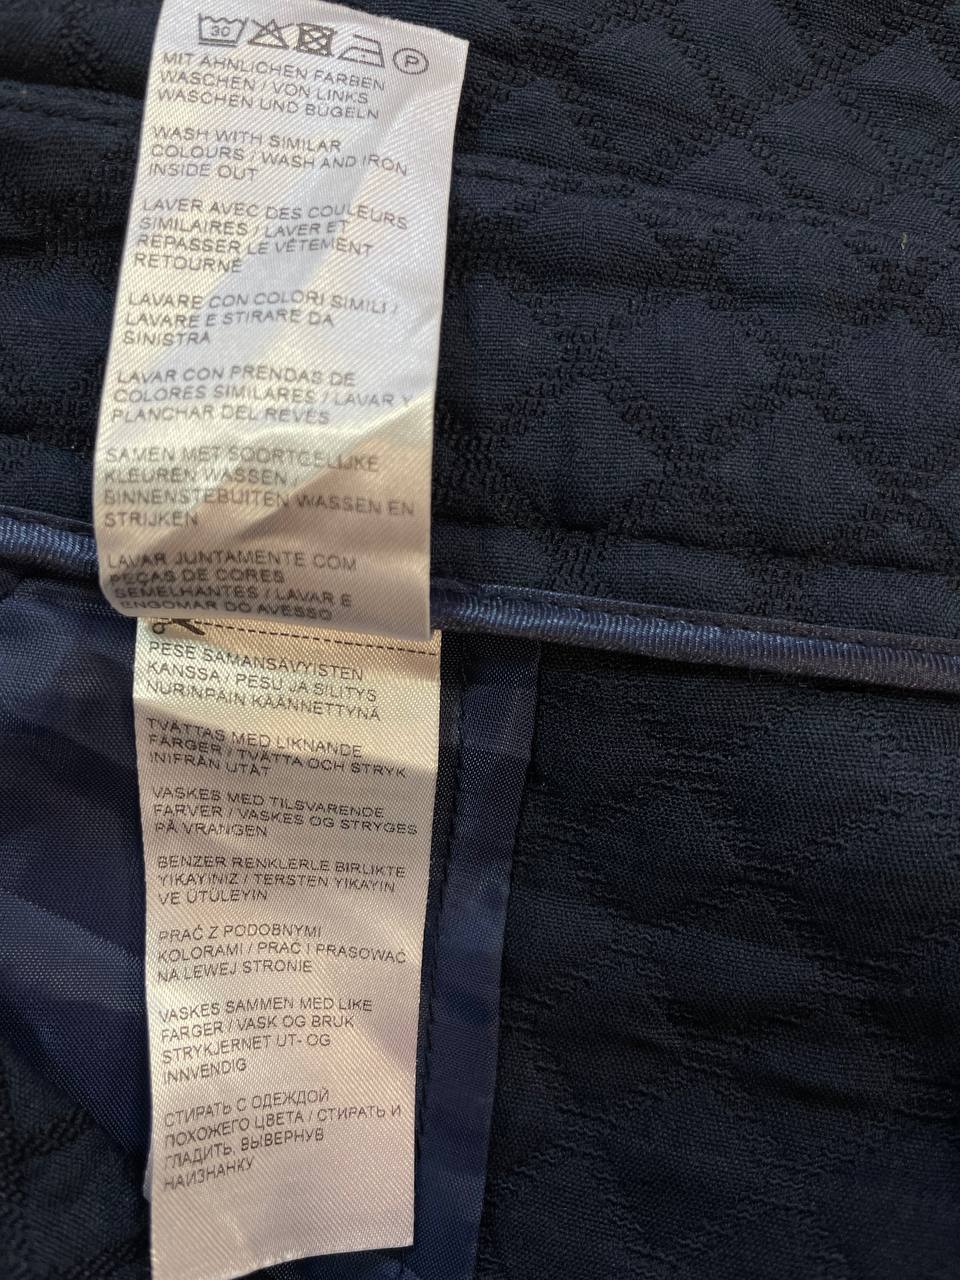 30 P
MIT ÄHNLICHEN FARBEN
WASCHEN / VON LINKS
WASCHEN UND BÜGELN
WASH WITH SIMILAR
COLOURS / WASH AND IRON
INSIDE OUT
LAVER AVEC DES COULEURS
SIMILAIRES / LAVER ET
REPASSER LE VÊTEMENT
RETOURNÉ
LAVARE CON COLORI SIMILI /
LAVARE E STIRARE DA
SINISTRA
LAVAR CON PRENDAS DE
COLORES SIMILARES / LAVAR Y
PLANCHAR DEL REVÉS
SAMEN MET SOORTGELIJKE
KLEUREN WASSEN /
BINNENSTEBUITEN WASSEN EN
STRIJKEN
LAVAR JUNTAMENTE COM
PEÇAS DE CORES
SEMELHANTES / LAVAR E
ENGOMAR DO AVESSO
PESE SAMANSÄVYISTEN
KANSSA / PESU JA SILITYS
NURINPÄIN KÄÄNNETTYNÄ
TVÄTTAS MED LIKNANDE
FÄRGER / TVÄTTA OCH STRYK
INIFRÅN UTÅT
VASKES MED TILSVARENDE
FARVER / VASKES OG STRYGES
PÅ VRANGEN
BENZER RENKLERLE BIRLIKTE
YIKAYINIZ / TERSTEN YIKAYIN
VE ÜTÜLEYIN
PRAĆ Z PODOBNYMI
KOLORAMI / PRAĆ I PRASOWAĆ
NA LEWEJ STRONIE
VASKES SAMMEN MED LIKE
FARGER / VASK OG BRUK
STRYKJERNET UT- OG
INNVENDIG
СТИРАТЬ С ОДЕЖДОЙ
ПОХОЖЕГО ЦВЕТА / СТИРАТЬ И
ГЛАДИТЬ, ВЫВЕРНУВ
НАИЗНАНКУ